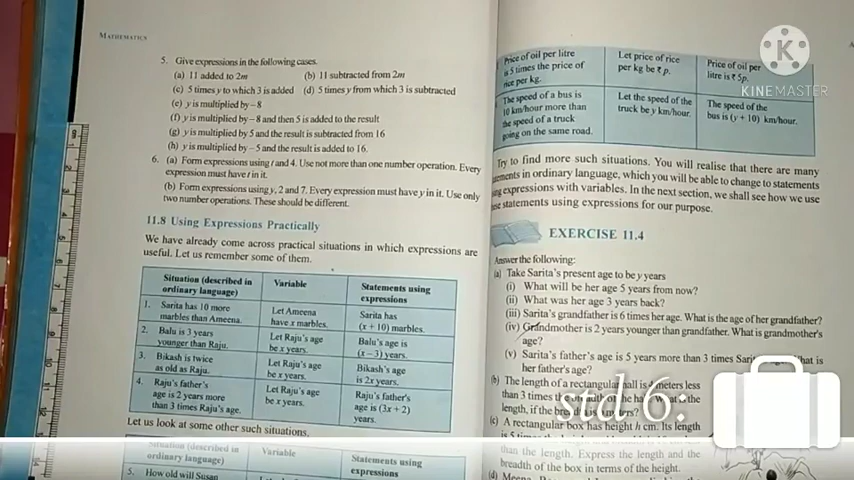 MATHEMATICS
5. Give expressions in the following cases.
(a) 11 added to 2m (b) 11 subtracted from 2m
(c) 5 times y to which 3 is added (d) 5 times y from which 3 is subtracted
(e) y is multiplied by –8
(f) y is multiplied by –8 and then 5 is added to the result
(g) y is multiplied by 5 and the result is subtracted from 16
(h) y is multiplied by –5 and the result is added to 16.
6. (a) Form expressions using t and 4. Use not more than one number operation. Every
expression must have t in it.
(b) Form expressions using y, 2 and 7. Every expression must have y in it. Use only
two number operations. These should be different.
11.8 Using Expressions Practically
We have already come across practical situations in which expressions are
useful. Let us remember some of them.
Situation (described in
ordinary language)
Variable
Statements using
expressions
1. Sarita has 10 more
marbles than Ameena.
Let Ameena
have x marbles.
Sarita has
(x + 10) marbles.
2. Balu is 3 years
younger than Raju.
Let Raju's age
be x years.
Balu's age is
(x – 3) years.
3. Bikash is twice
as old as Raju.
Let Raju's age
be x years.
Bikash's age
is 2x years.
4. Raju's father's
age is 2 years more
than 3 times Raju's age.
Let Raju's age
be x years.
Raju's father's
age is (3x + 2)
years.
Let us look at some other such situations.
Situation (described in
ordinary language)
Variable
Statements using
expressions
5. How old will Susan
Price of oil per litre
is 5 times the price of
rice per kg.
Let price of rice
per kg be ₹ p.
Price of oil per
litre is ₹ 5p.
The speed of a bus is
10 km/hour more than
the speed of a truck
going on the same road.
Let the speed of the
truck be y km/hour.
The speed of the
bus is (y + 10) km/hour.
Try to find more such situations. You will realise that there are many
in ordinary language, which you will be able to change to statements
expressions with variables. In the next section, we shall see how we use
statements using expressions for our purpose.
EXERCISE 11.4
Answer the following:
(a) Take Sarita's present age to be y years
(i) What will be her age 5 years from now?
(ii) What was her age 3 years back?
(iii) Sarita's grandfather is 6 times her age. What is the age of her grandfather?
(iv) Grandmother is 2 years younger than grandfather. What is grandmother's
age?
(v) Sarita's father's age is 5 years more than 3 times is
her father's age?
(b) The length of a rectangular hall is meters less
than 3 times the of the What is the
length, if the
(c) A rectangular box has height h cm. Its length
is 5
than the length. Express the length and the
breadth of the box in terms of the height.
(d) Meena
KINEMASTER
std 6: